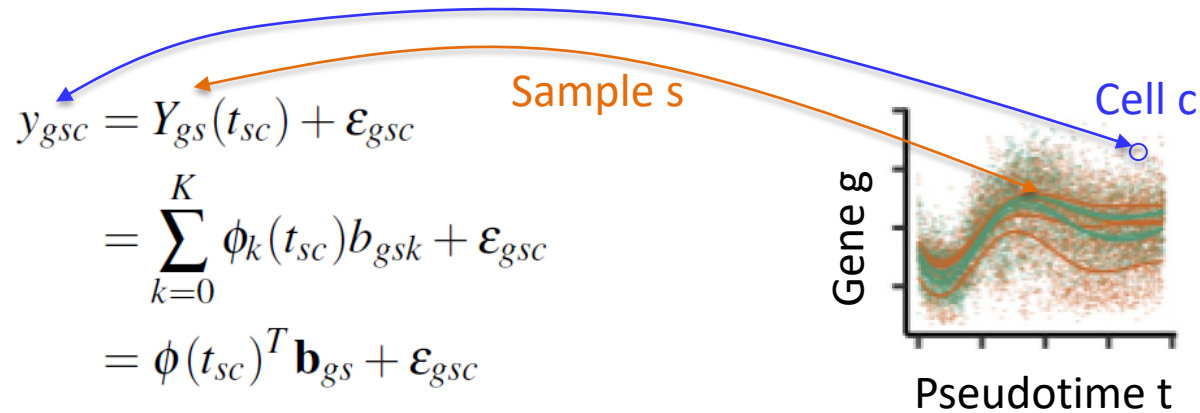 Sample s
Cell c
y_{gsc} = Y_{gs}(t_{sc}) + ε_{gsc}
= \sum_{k=0}^{K} ϕ_k(t_{sc})b_{gsk} + ε_{gsc}
= ϕ(t_{sc})^T **b**_{gs} + ε_{gsc}
Gene g
Pseudotime t